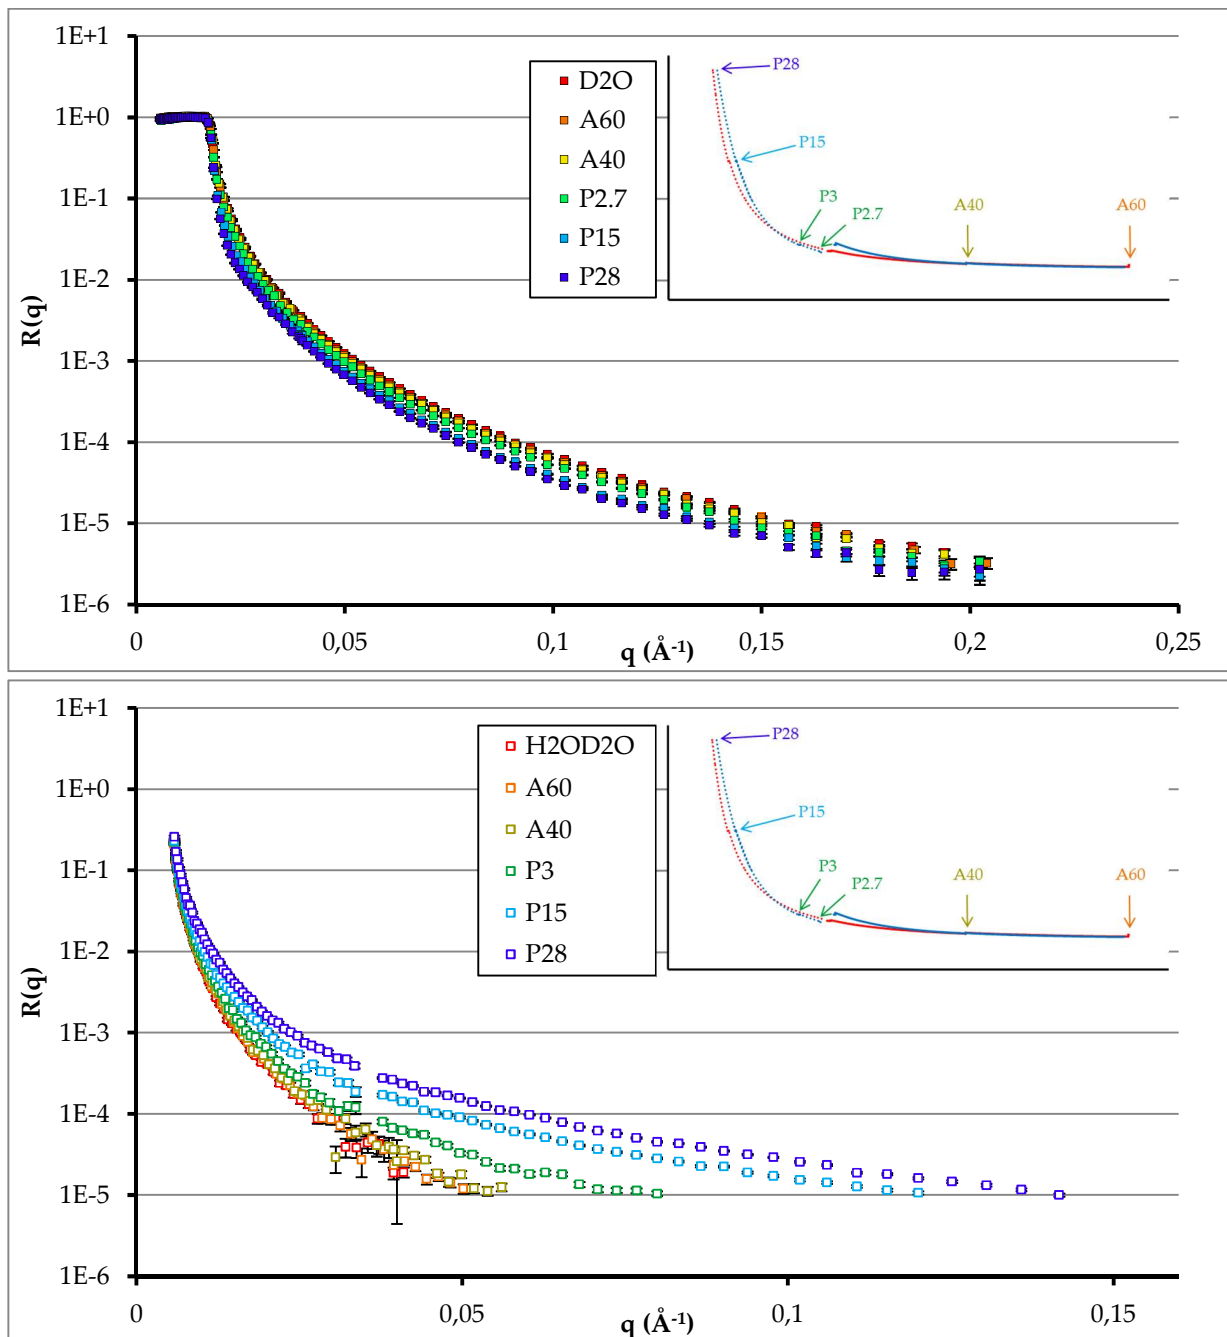 1E+1
1E+0
1E-1
1E-2
1E-3
1E-4
1E-5
1E-6
R(q)
0
0,05
0,1
0,15
0,2
0,25
q (Å⁻¹)
D2O
A60
A40
P2.7
P15
P28
P28
P15
P3
P2.7
A40
A60
1E+1
1E+0
1E-1
1E-2
1E-3
1E-4
1E-5
1E-6
R(q)
0
0,05
0,1
0,15
q (Å⁻¹)
H2OD2O
A60
A40
P3
P15
P28
P28
P15
P3
P2.7
A40
A60